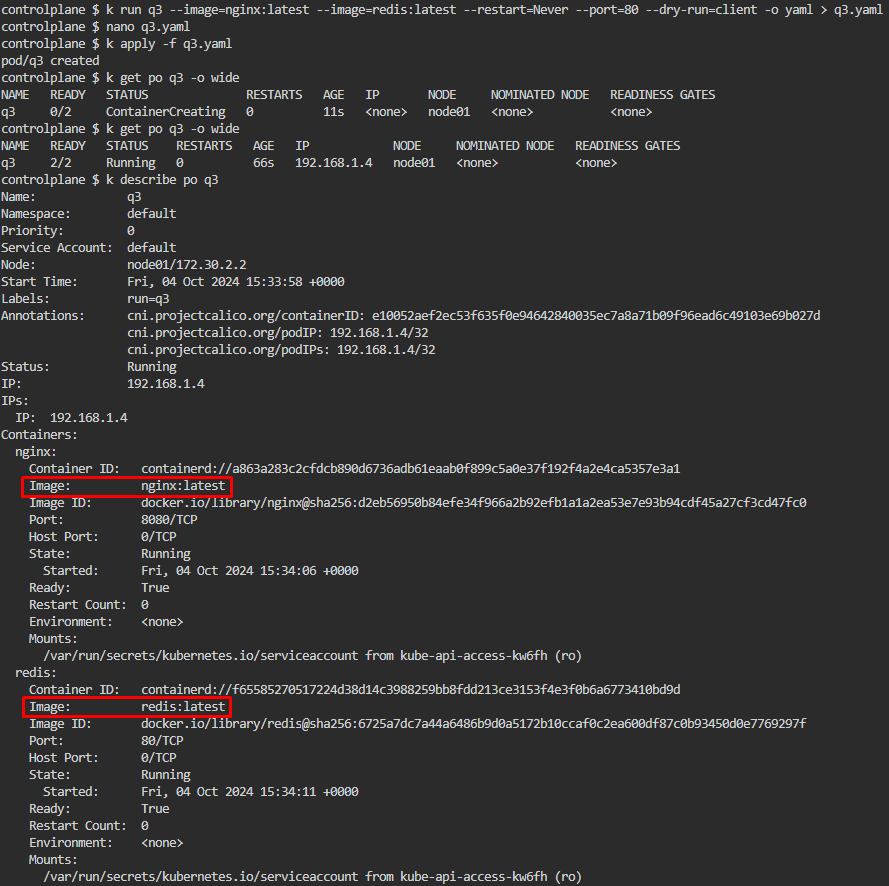 controlplane $ k run q3 --image=nginx:latest --image=redis:latest --restart=Never --port=80 --dry-run=client -o yaml > q3.yaml
controlplane $ nano q3.yaml
controlplane $ k apply -f q3.yaml
pod/q3 created
controlplane $ k get po q3 -o wide
NAME   READY   STATUS              RESTARTS   AGE   IP       NODE     NOMINATED NODE   READINESS GATES
q3     0/2     ContainerCreating   0          11s   <none>   node01   <none>           <none>
controlplane $ k get po q3 -o wide
NAME   READY   STATUS    RESTARTS   AGE   IP            NODE     NOMINATED NODE   READINESS GATES
q3     2/2     Running   0          66s   192.168.1.4   node01   <none>           <none>
controlplane $ k describe po q3
Name:             q3
Namespace:        default
Priority:         0
Service Account:  default
Node:             node01/172.30.2.2
Start Time:       Fri, 04 Oct 2024 15:33:58 +0000
Labels:           run=q3
Annotations:      cni.projectcalico.org/containerID: e10052aef2ec53f635f0e94642840035ec7a8a71b09f96ead6c49103e69b027d
                  cni.projectcalico.org/podIP: 192.168.1.4/32
                  cni.projectcalico.org/podIPs: 192.168.1.4/32
Status:           Running
IP:               192.168.1.4
IPs:
  IP:  192.168.1.4
Containers:
  nginx:
    Container ID:   containerd://a863a283c2cfdcb890d6736adb61eaab0f899c5a0e37f192f4a2e4ca5357e3a1
    Image:          nginx:latest
    Image ID:       docker.io/library/nginx@sha256:d2eb56950b84efe34f966a2b92efb1a1a2ea53e7e93b94cdf45a27cf3cd47fc0
    Port:           8080/TCP
    Host Port:      0/TCP
    State:          Running
      Started:      Fri, 04 Oct 2024 15:34:06 +0000
    Ready:          True
    Restart Count:  0
    Environment:    <none>
    Mounts:
      /var/run/secrets/kubernetes.io/serviceaccount from kube-api-access-kw6fh (ro)
  redis:
    Container ID:   containerd://f65585270517224d38d14c3988259bb8fdd213ce3153f4e3f0b6a6773410bd9d
    Image:          redis:latest
    Image ID:       docker.io/library/redis@sha256:6725a7dc7a44a6486b9d0a5172b10ccaf0c2ea600df87c0b93450d0e7769297f
    Port:           80/TCP
    Host Port:      0/TCP
    State:          Running
      Started:      Fri, 04 Oct 2024 15:34:11 +0000
    Ready:          True
    Restart Count:  0
    Environment:    <none>
    Mounts:
      /var/run/secrets/kubernetes.io/serviceaccount from kube-api-access-kw6fh (ro)